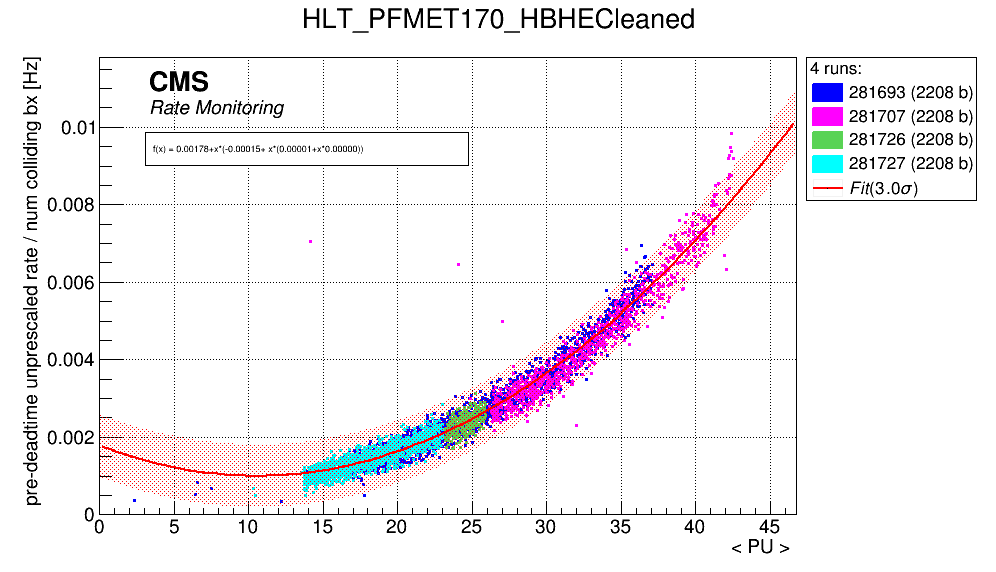 HLT_PFMET170_HBHECleaned
pre-deadtime unprescaled rate / num colliding bx [Hz]
CMS
Rate Monitoring
f(x) = 0.00178+x*(-0.00015+ x*(0.00001+x*0.00000))
0.01
0.008
0.006
0.004
0.002
0
0 5 10 15 20 25 30 35 40 45
< PU >
4 runs:
281693 (2208 b)
281707 (2208 b)
281726 (2208 b)
281727 (2208 b)
Fit(3.0σ)